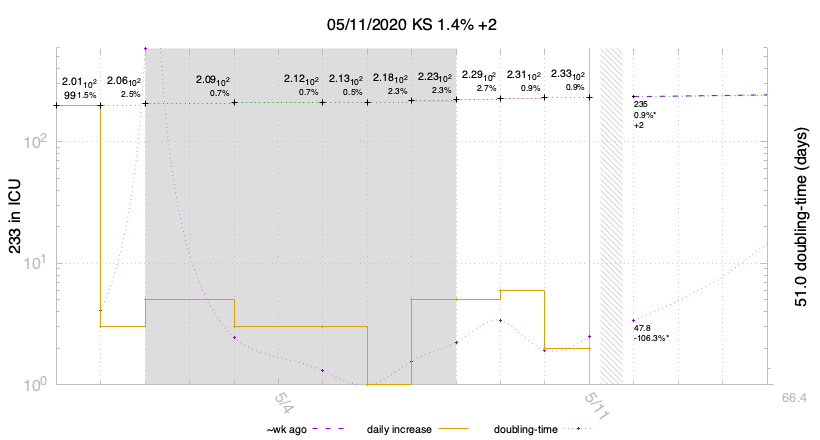 05/11/2020 KS 1.4% +2
2.01₁₀2 2.06₁₀2 2.09₁₀2 2.12₁₀2 2.13₁₀2 2.18₁₀2 2.23₁₀2 2.29₁₀2 2.31₁₀2 2.33₁₀2
991.5% 2.5% 0.7% 0.7% 0.5% 2.3% 2.3% 2.7% 0.9% 0.9%
235
0.9%*
+2
10²
10¹
10⁰
233 in ICU
51.0 doubling-time (days)
47.8
-106.3%*
5/4
5/11
66.4
~wk ago
daily increase
doubling-time